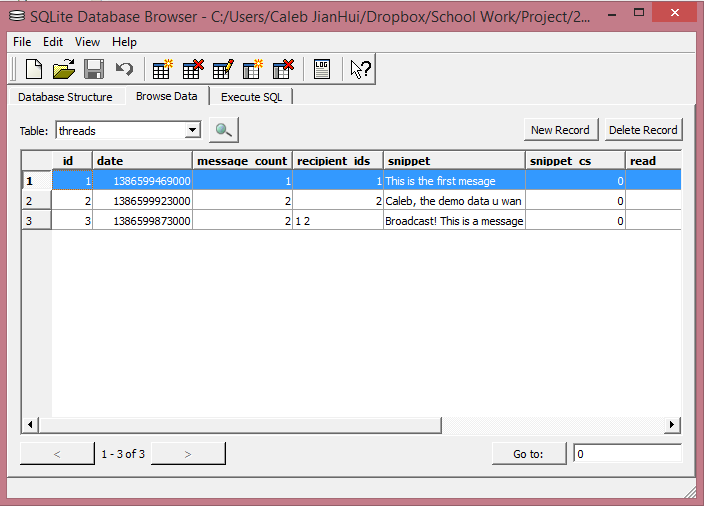 SQLite Database Browser - C:/Users/Caleb JianHui/Dropbox/School Work/Project/2...
File Edit View Help
LOG
Database Structure Browse Data Execute SQL
Table: threads New Record Delete Record
id date message_count recipient_ids snippet snippet_cs read
1 1 1386599469000 1 1 This is the first mesage 0
2 2 1386599923000 2 2 Caleb, the demo data u wan 0
3 3 1386599873000 2 1 2 Broadcast! This is a message 0
< 1 - 3 of 3 > Go to: 0